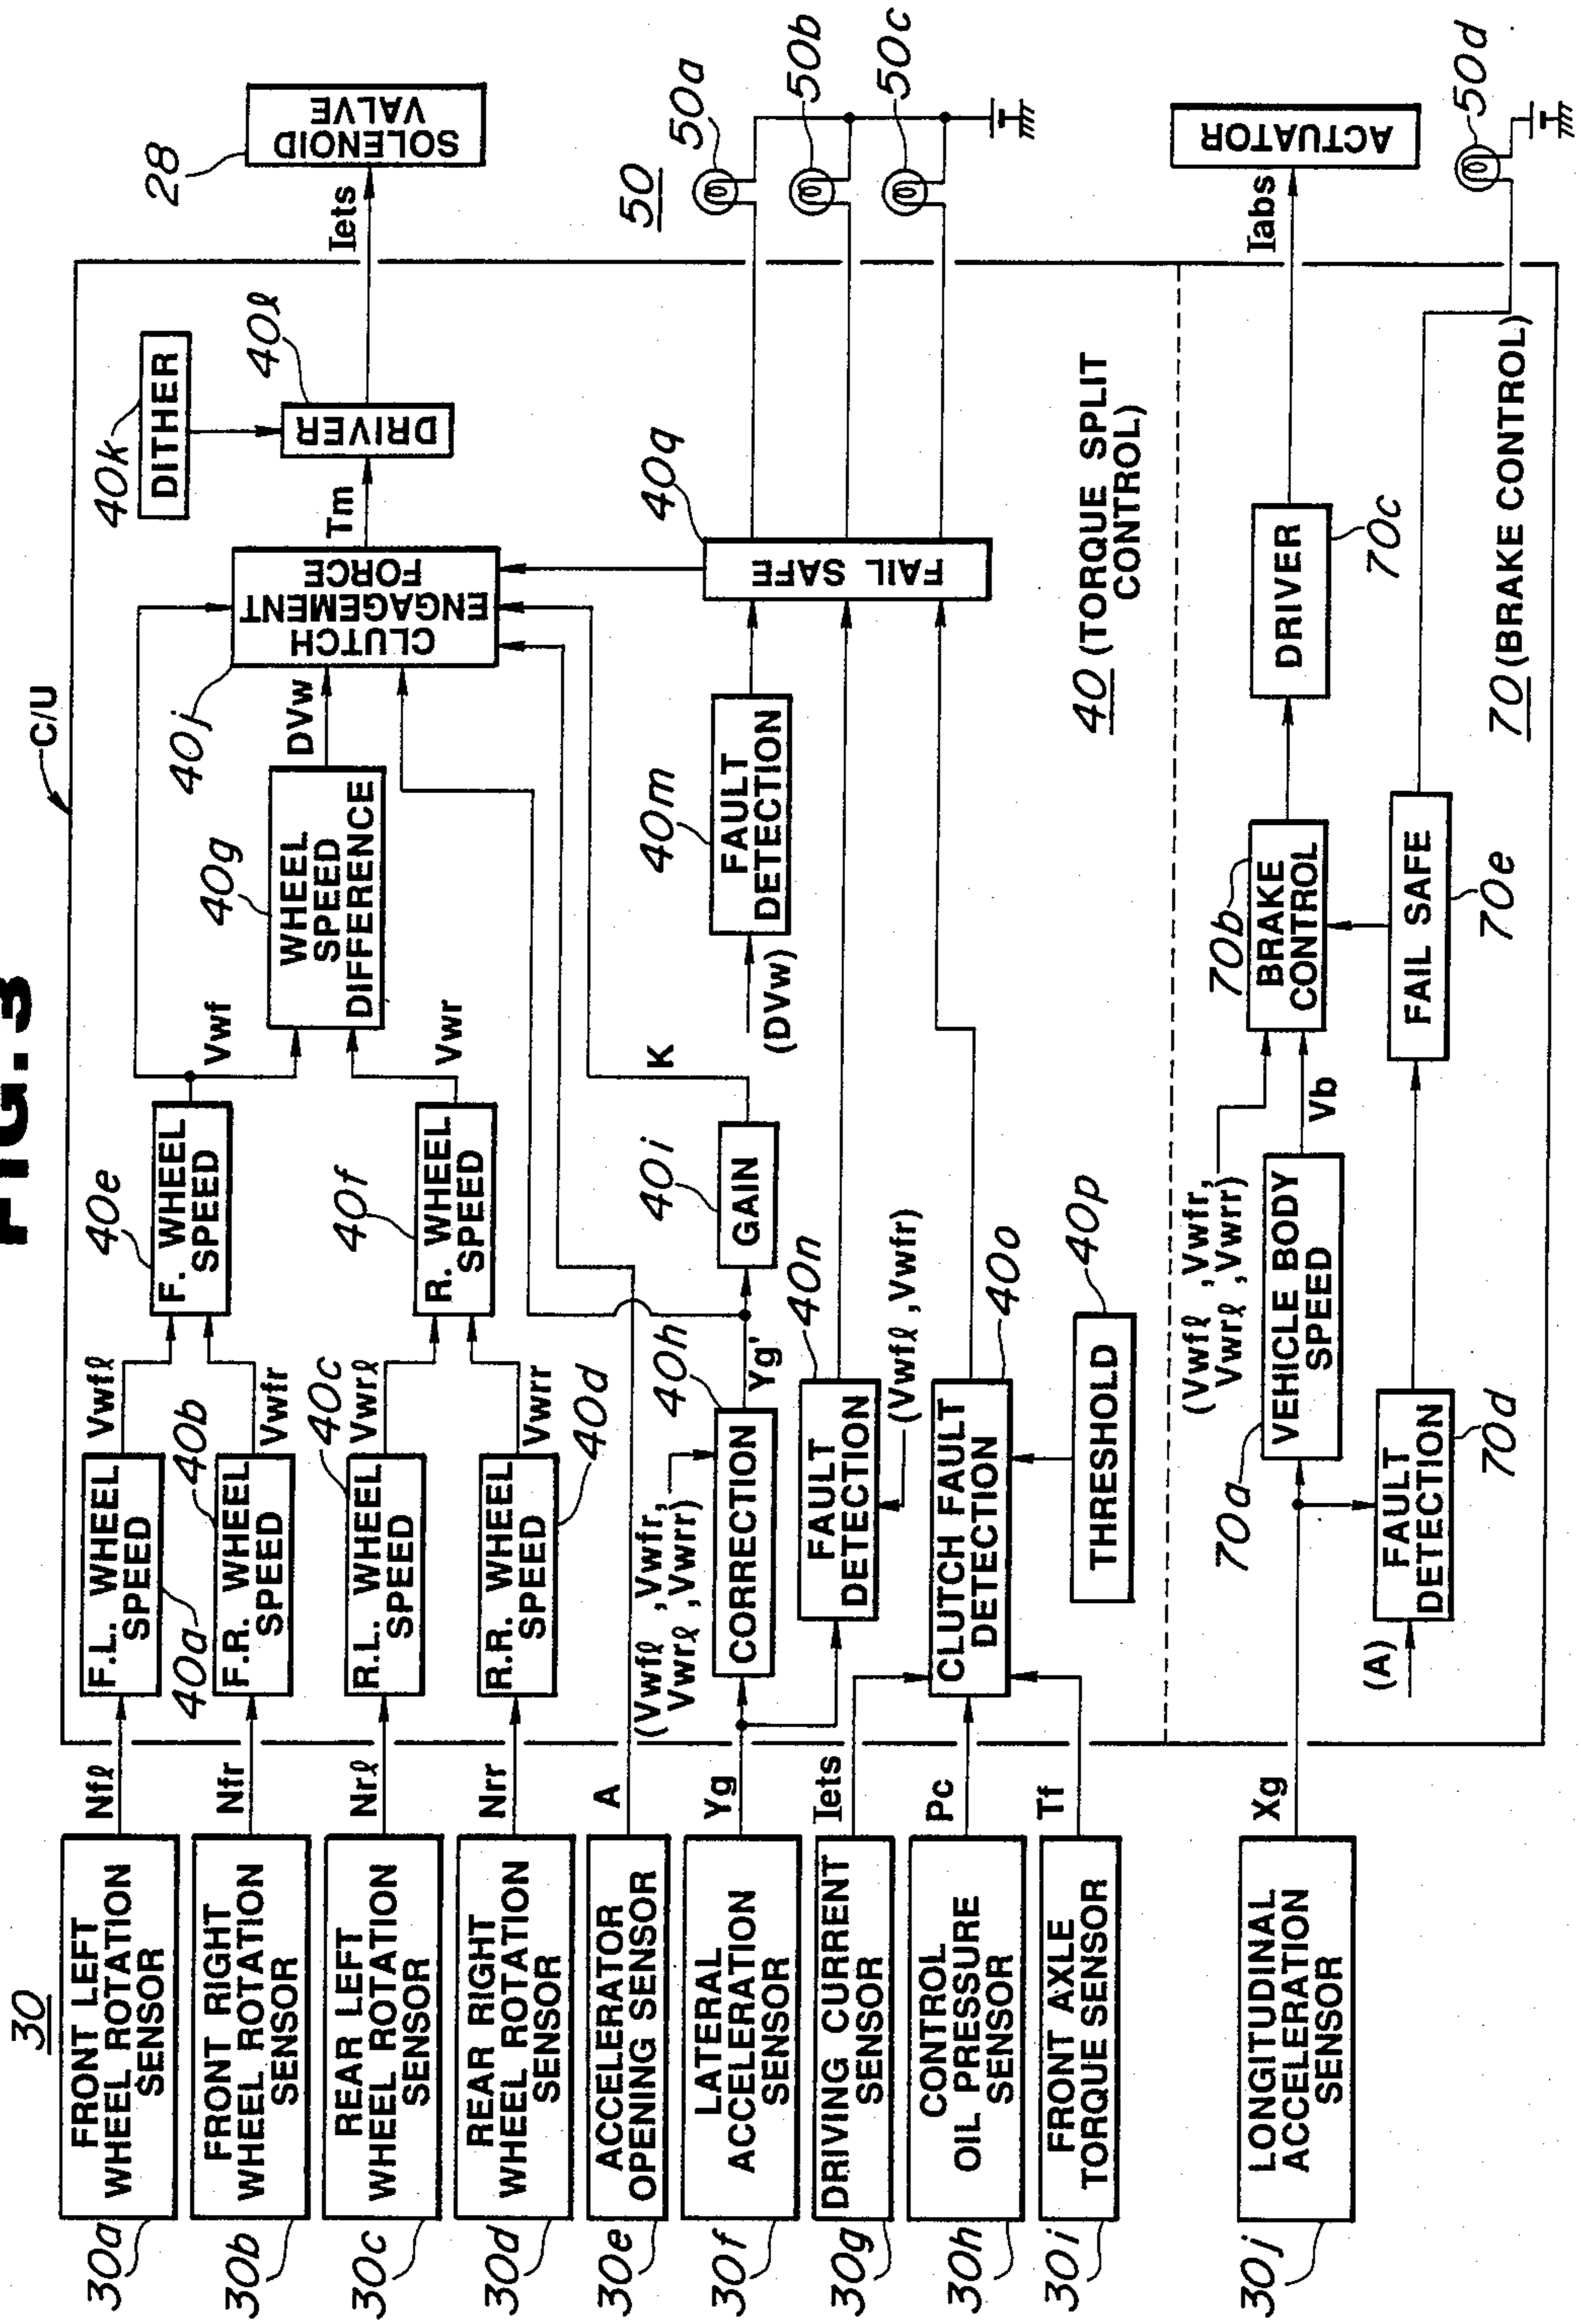 FIG. 3
C/U
30
FRONT LEFT
WHEEL ROTATION
SENSOR
30a
Nfℓ
F.L. WHEEL
SPEED
40a
Vwfℓ
FRONT RIGHT
WHEEL ROTATION
SENSOR
30b
Nfr
F.R. WHEEL
SPEED
40b
Vwfr
REAR LEFT
WHEEL ROTATION
SENSOR
30c
Nrℓ
R.L. WHEEL
SPEED
40c
Vwrℓ
REAR RIGHT
WHEEL ROTATION
SENSOR
30d
Nrr
R.R. WHEEL
SPEED
40d
Vwrr
F. WHEEL
SPEED
40e
Vwf
R. WHEEL
SPEED
40f
Vwr
WHEEL
SPEED
DIFFERENCE
40g
DVw
CLUTCH
ENGAGEMENT
FORCE
40j
Tm
DITHER
40k
DRIVER
40ℓ
Iets
SOLENOID
VALVE
28
ACCELERATOR
OPENING SENSOR
30e
A
LATERAL
ACCELERATION
SENSOR
30f
Yg
(Vwfℓ ,Vwfr,
Vwrℓ ,Vwrr)
CORRECTION
40h
Yg'
GAIN
40i
K
(DVw)
FAULT
DETECTION
40m
FAULT
DETECTION
40n
(Vwfℓ ,Vwfr)
DRIVING CURRENT
SENSOR
30g
Iets
CONTROL
OIL PRESSURE
SENSOR
30h
Pc
FRONT AXLE
TORQUE SENSOR
30i
Tf
CLUTCH FAULT
DETECTION
40o
THRESHOLD
40p
FAIL SAFE
40q
50
50a
50b
50c
40 (TORQUE SPLIT
CONTROL)
LONGITUDINAL
ACCELERATION
SENSOR
30j
Xg
VEHICLE BODY
SPEED
70a
Vb
(Vwfℓ ,Vwfr,
Vwrℓ ,Vwrr)
BRAKE
CONTROL
70b
DRIVER
70c
Iabs
ACTUATOR
(A)
FAULT
DETECTION
70d
FAIL SAFE
70e
50d
70 (BRAKE CONTROL)